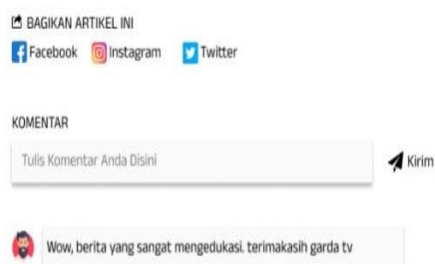 BAGIKAN ARTIKEL INI
Facebook Instagram Twitter
KOMENTAR
Tulis Komentar Anda Disini
Kirim
Wow, berita yang sangat mengedukasi. terimakasih garda tv